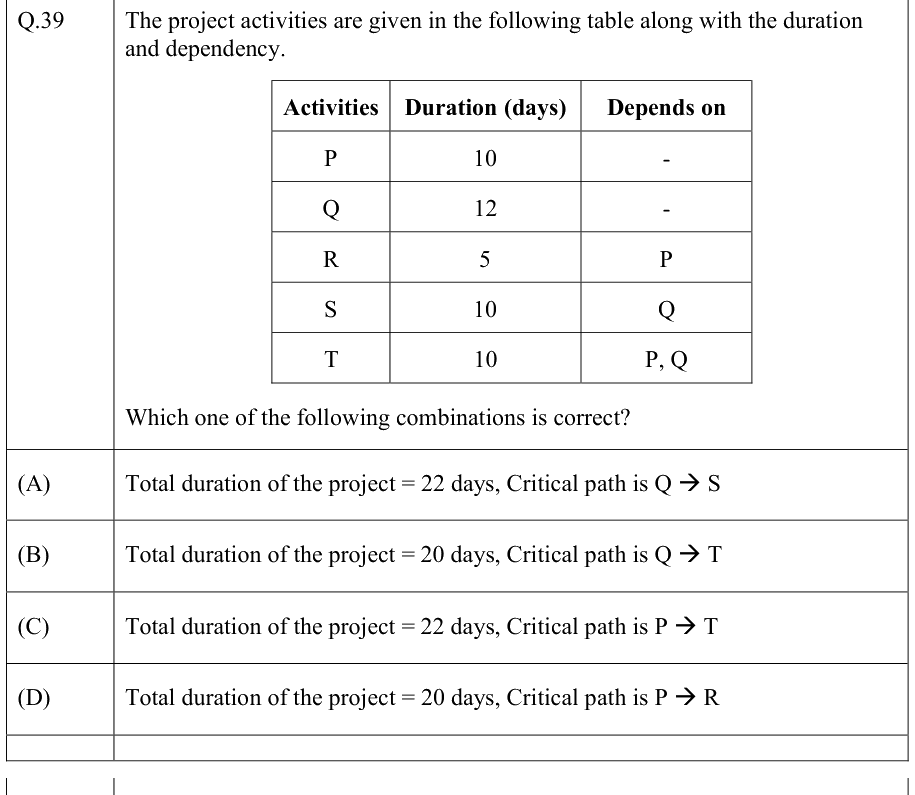 Q.39 The project activities are given in the following table along with the duration
and dependency.
Activities Duration (days) Depends on
P 10 -
Q 12 -
R 5 P
S 10 Q
T 10 P, Q
Which one of the following combinations is correct?
(A) Total duration of the project = 22 days, Critical path is Q → S
(B) Total duration of the project = 20 days, Critical path is Q → T
(C) Total duration of the project = 22 days, Critical path is P → T
(D) Total duration of the project = 20 days, Critical path is P → R